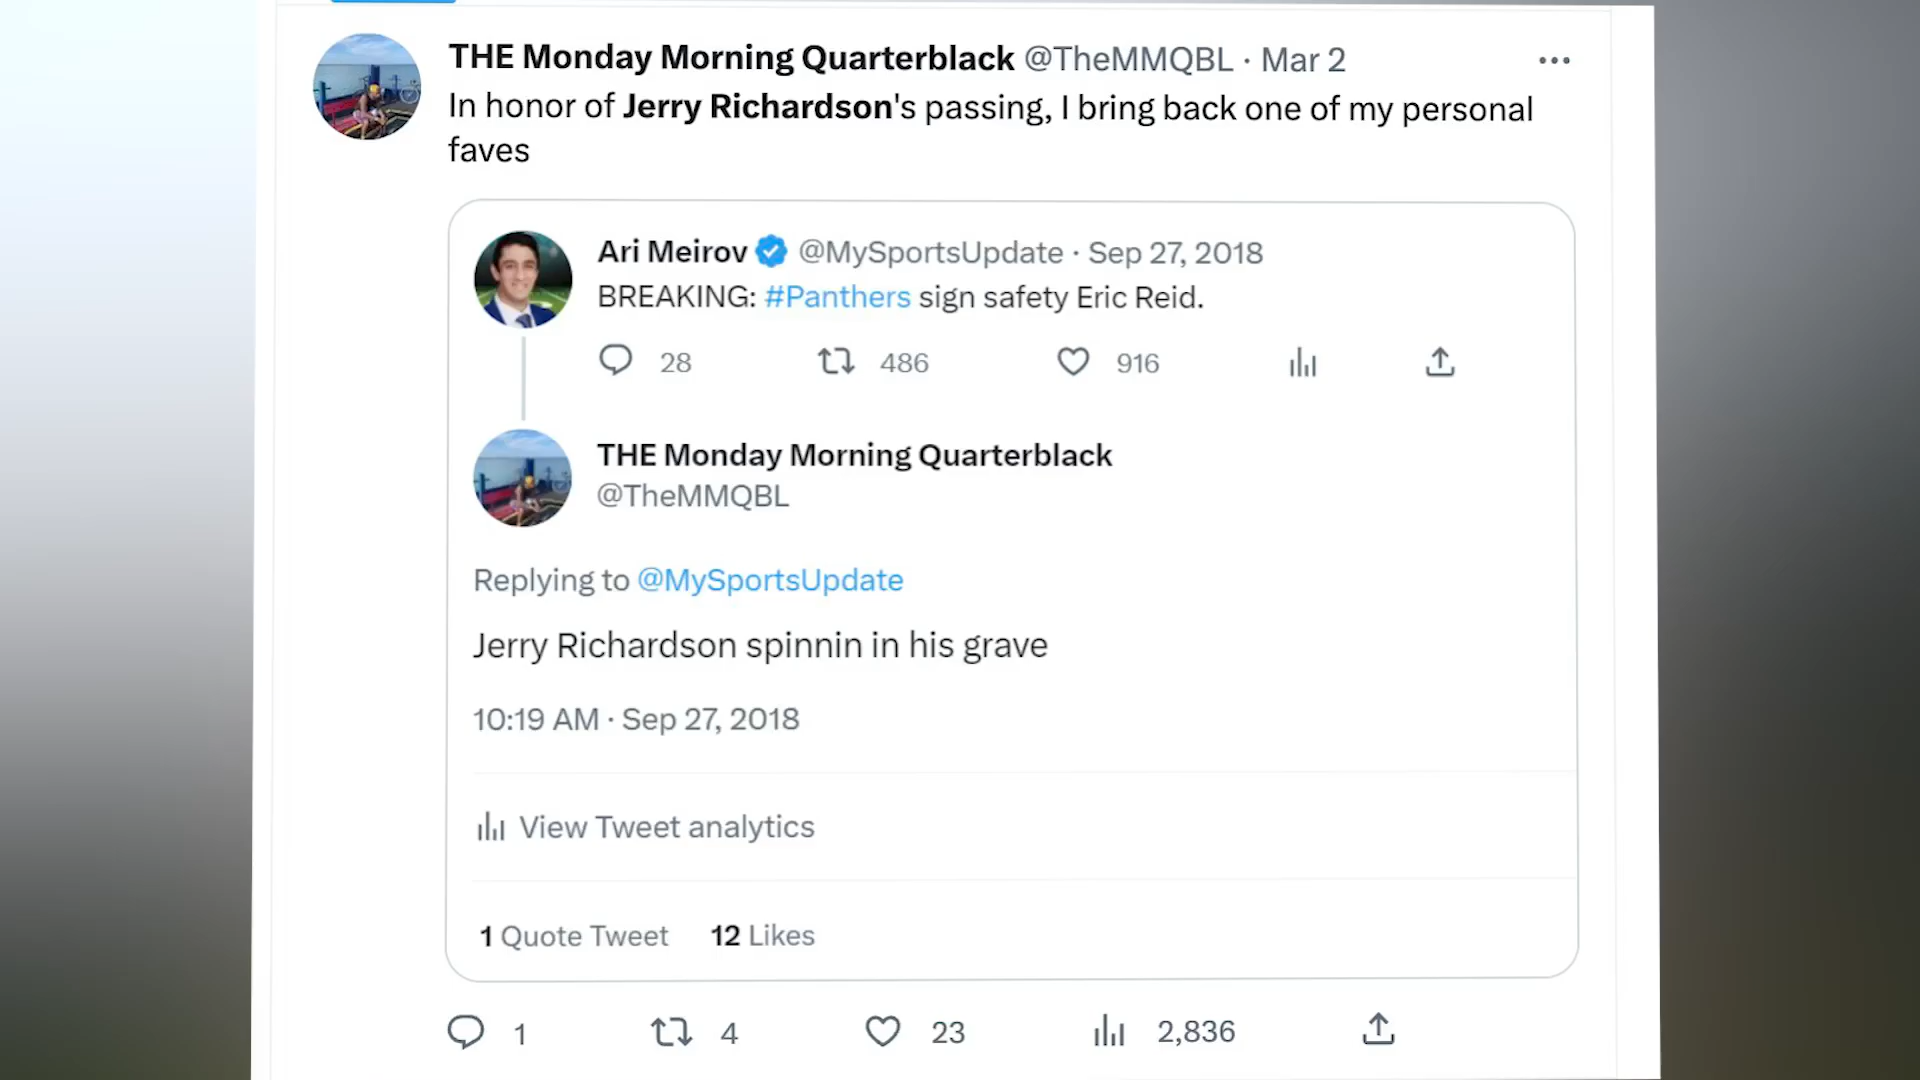 THE Monday Morning Quarterblack @TheMMQBL · Mar 2
In honor of Jerry Richardson's passing, I bring back one of my personal
faves
Ari Meirov @MySportsUpdate · Sep 27, 2018
BREAKING: #Panthers sign safety Eric Reid.
28 486 916
THE Monday Morning Quarterblack
@TheMMQBL
Replying to @MySportsUpdate
Jerry Richardson spinnin in his grave
10:19 AM · Sep 27, 2018
View Tweet analytics
1 Quote Tweet 12 Likes
1 4 23 2,836